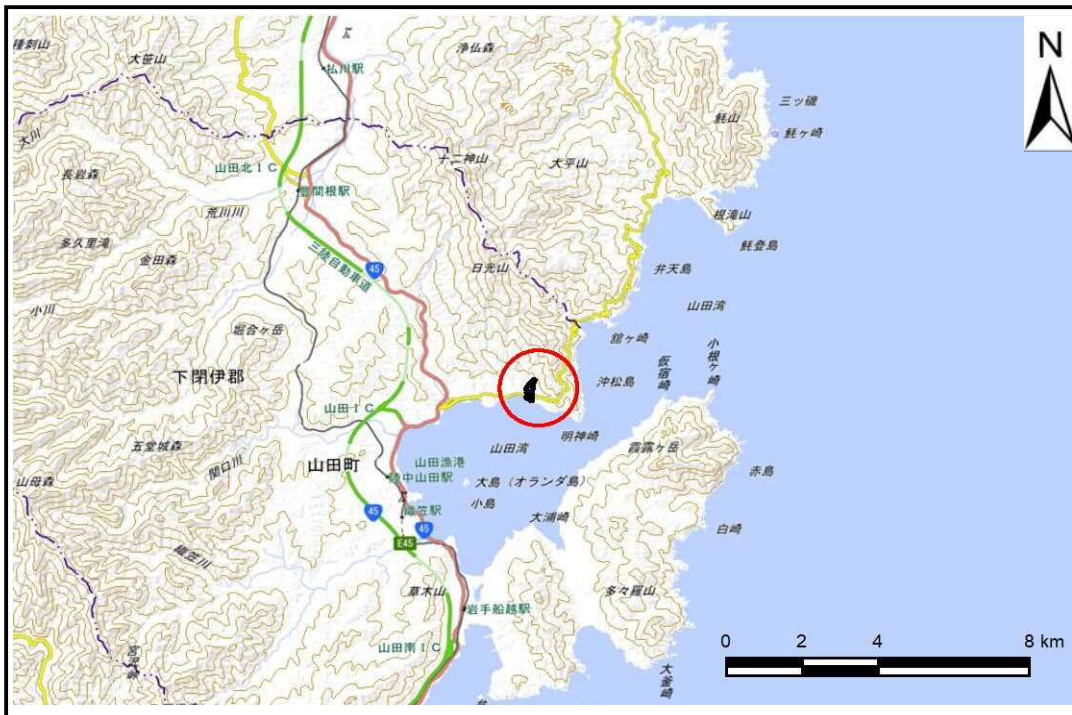 種刺山
大笹山
払川駅
浄仏森
N
三ツ磯
魹山
魹ヶ崎
大川
十二神山
大平山
山田北ＩＣ
長岩森
豊間根駅
荒川川
根滝山
魹登島
多久里滝
金田森
三陸自動車道
45
日光山
弁天島
山田湾
小川
堀合ヶ岳
館ヶ崎
小根ヶ崎
仮宿崎
下閉伊郡
沖松島
山田ＩＣ
明神崎
霞露ヶ岳
五堂城森
関口川
山田町
山田漁港
陸中山田駅
山田湾
赤島
山母森
大島（オランダ島）
小島
大浦崎
織笠駅
45
45
白崎
E45
織笠川
草木山
多々羅山
岩手船越駅
山田南ＩＣ
0 2 4 8 km
大釜崎